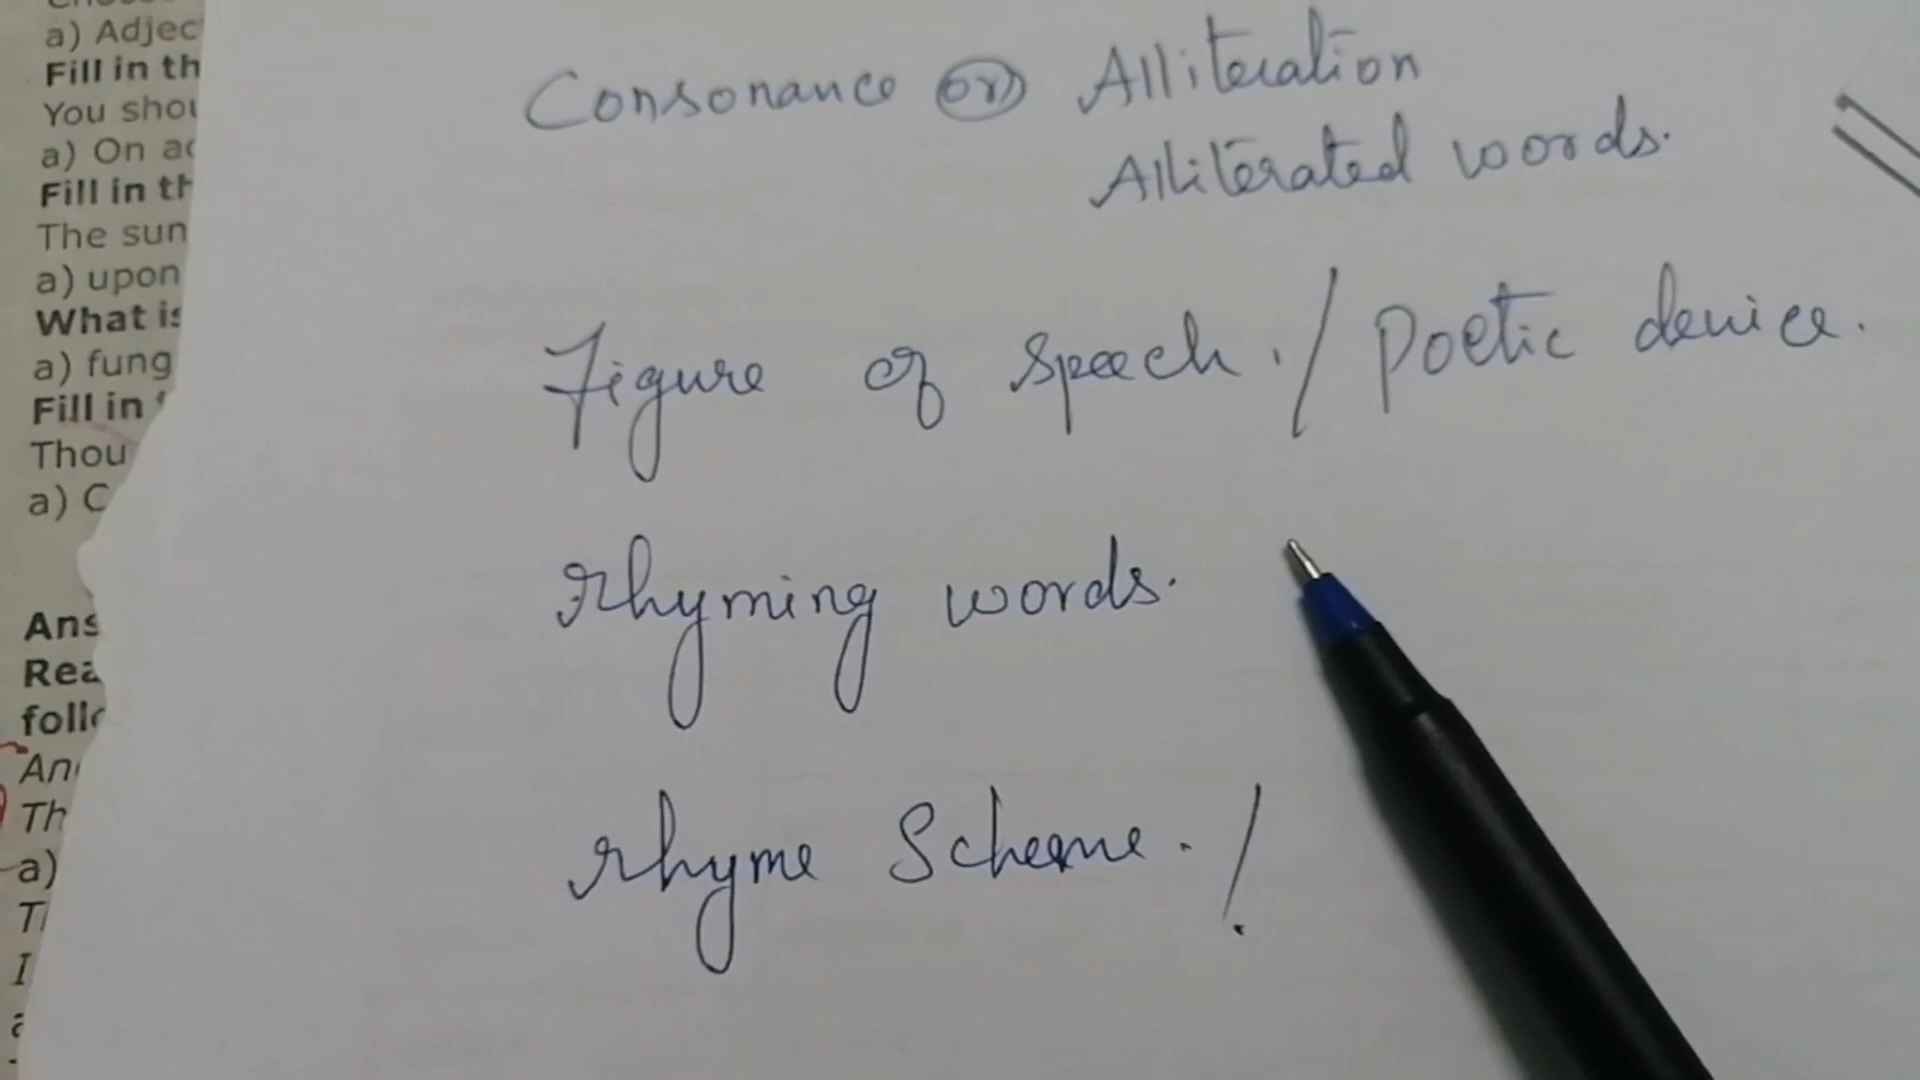 a) Adjec
Fill in th
You shou
a) On ac
Fill in th
The sun
a) upon
What is
a) fung
Fill in
Thou
a) C
Ans
Rea
follo
An
Th
a)
T
I
Consonance or Alliteration
Alliterated words.
Figure of Speech. / Poetic device.
rhyming words.
rhyme Scheme. /